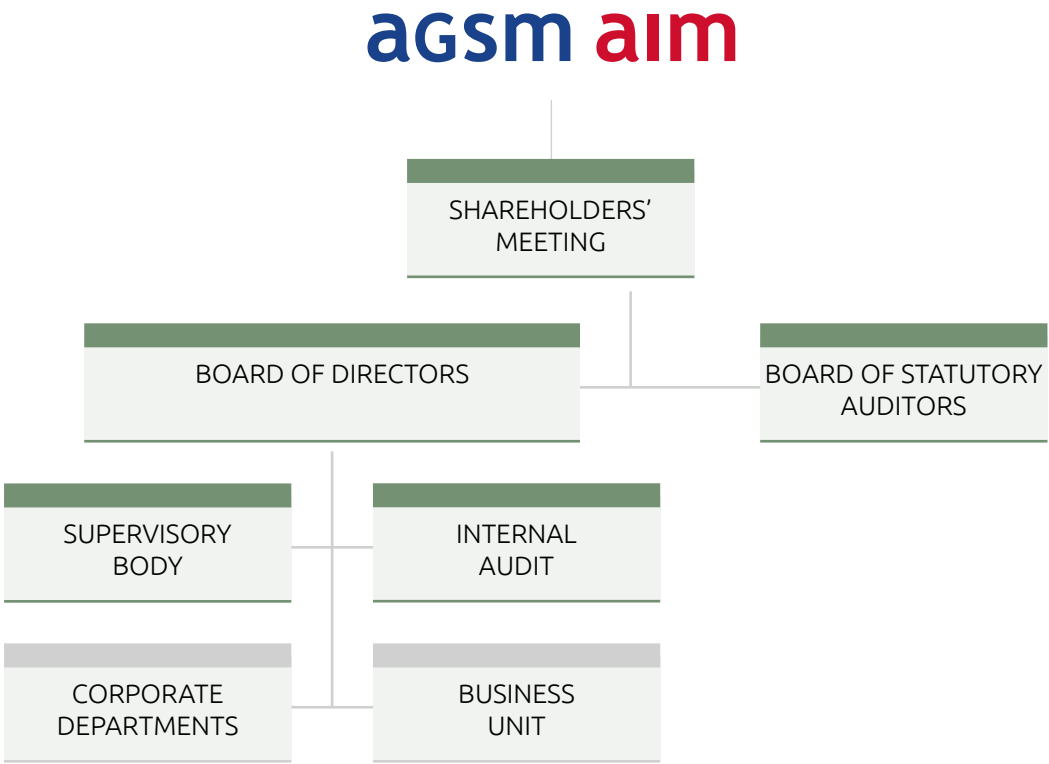 aGsm aim
SHAREHOLDERS’
MEETING
BOARD OF DIRECTORS
BOARD OF STATUTORY
AUDITORS
SUPERVISORY
BODY
INTERNAL
AUDIT
CORPORATE
DEPARTMENTS
BUSINESS
UNIT